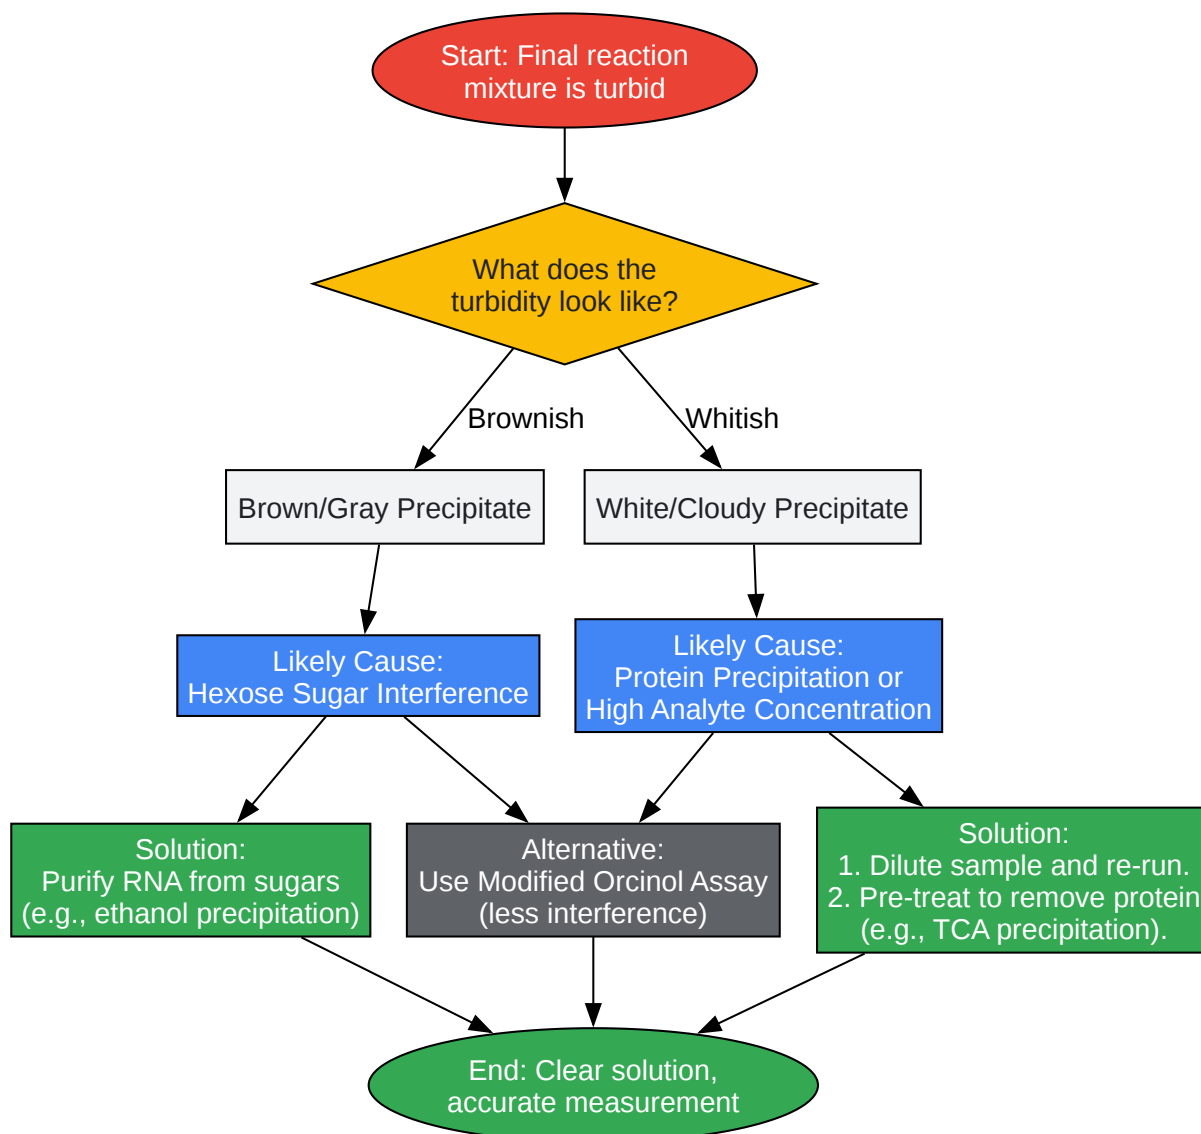 Start: Final reaction
mixture is turbid
What does the
turbidity look like?
Brownish
Whitish
Brown/Gray Precipitate
White/Cloudy Precipitate
Likely Cause:
Hexose Sugar Interference
Likely Cause:
Protein Precipitation or
High Analyte Concentration
Solution:
Purify RNA from sugars
(e.g., ethanol precipitation)
Alternative:
Use Modified Orcinol Assay
(less interference)
Solution:
1. Dilute sample and re-run.
2. Pre-treat to remove protein
(e.g., TCA precipitation).
End: Clear solution,
accurate measurement